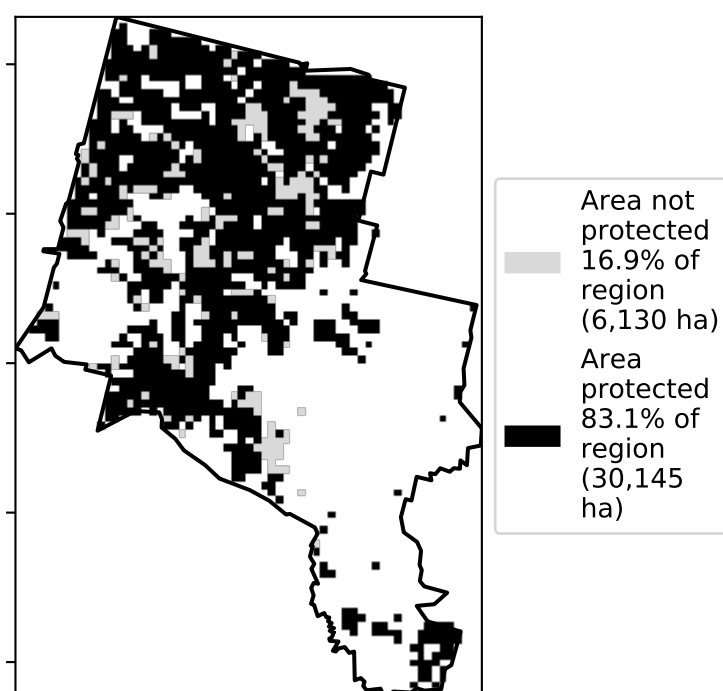 Area not
protected
16.9% of
region
(6,130 ha)
Area
protected
83.1% of
region
(30,145
ha)